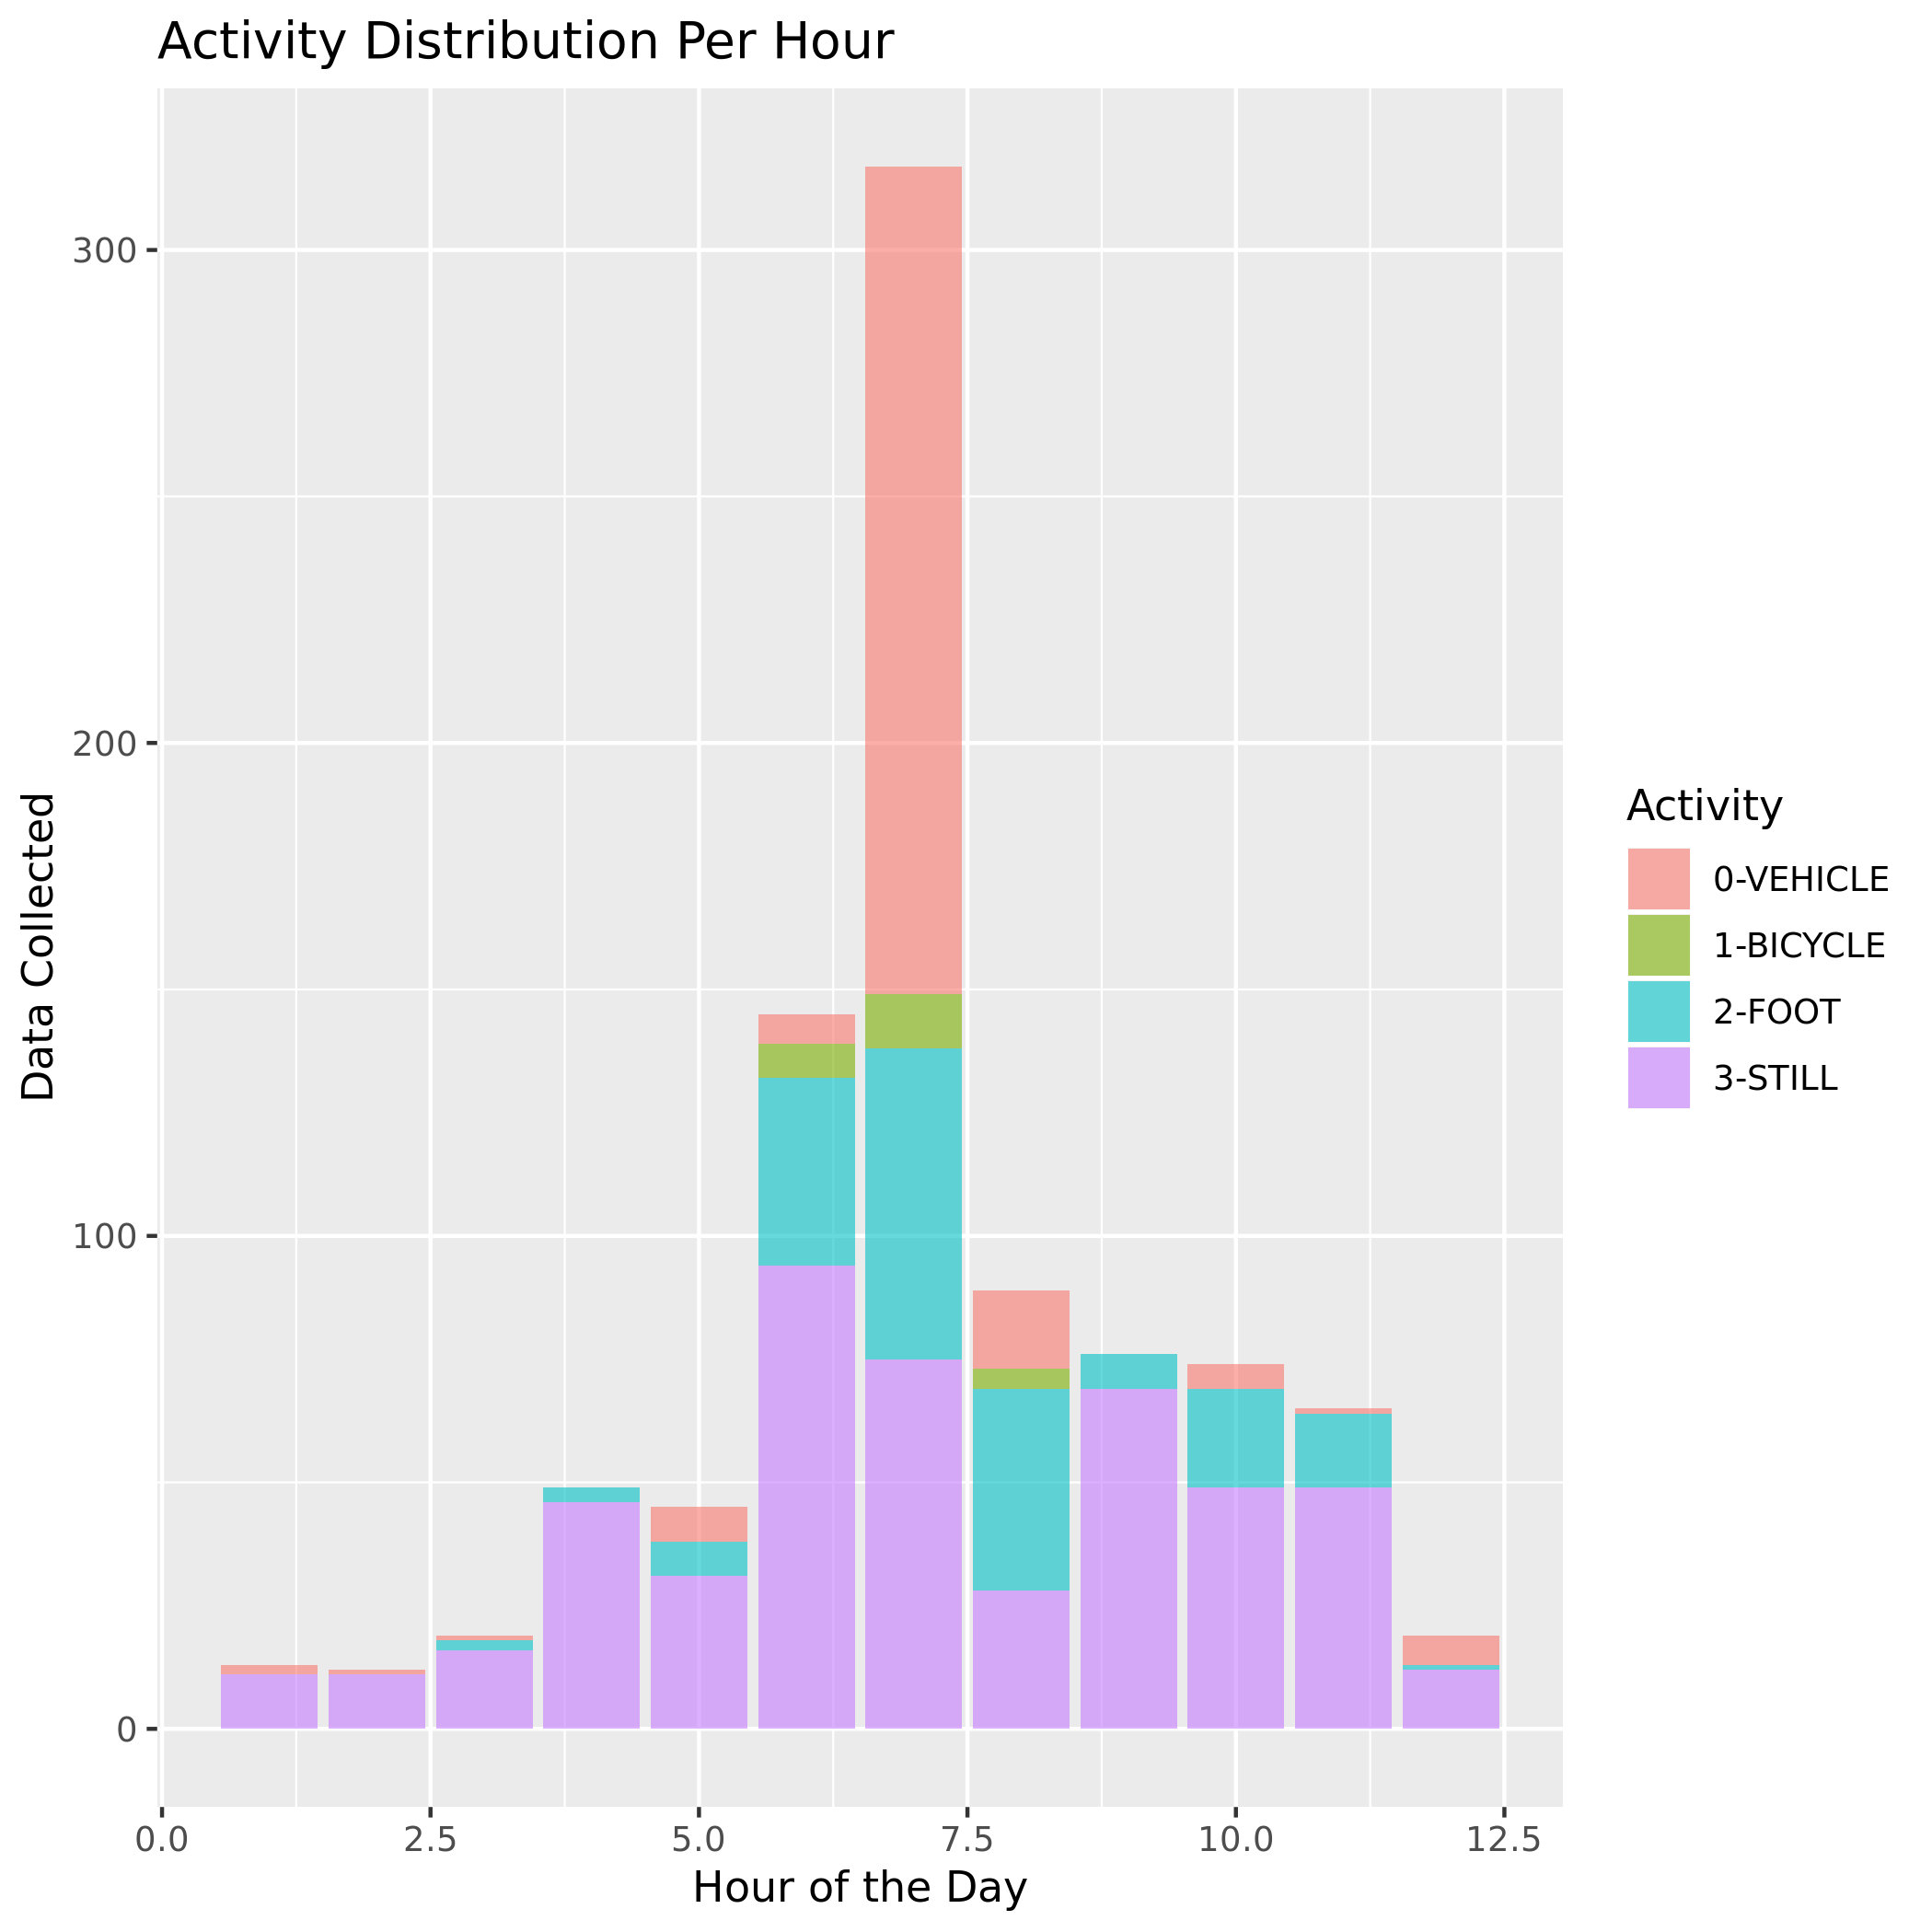 Activity Distribution Per Hour
Data Collected
300
200
100
0
0.0 2.5 5.0 7.5 10.0 12.5
Hour of the Day
Activity
0-VEHICLE
1-BICYCLE
2-FOOT
3-STILL